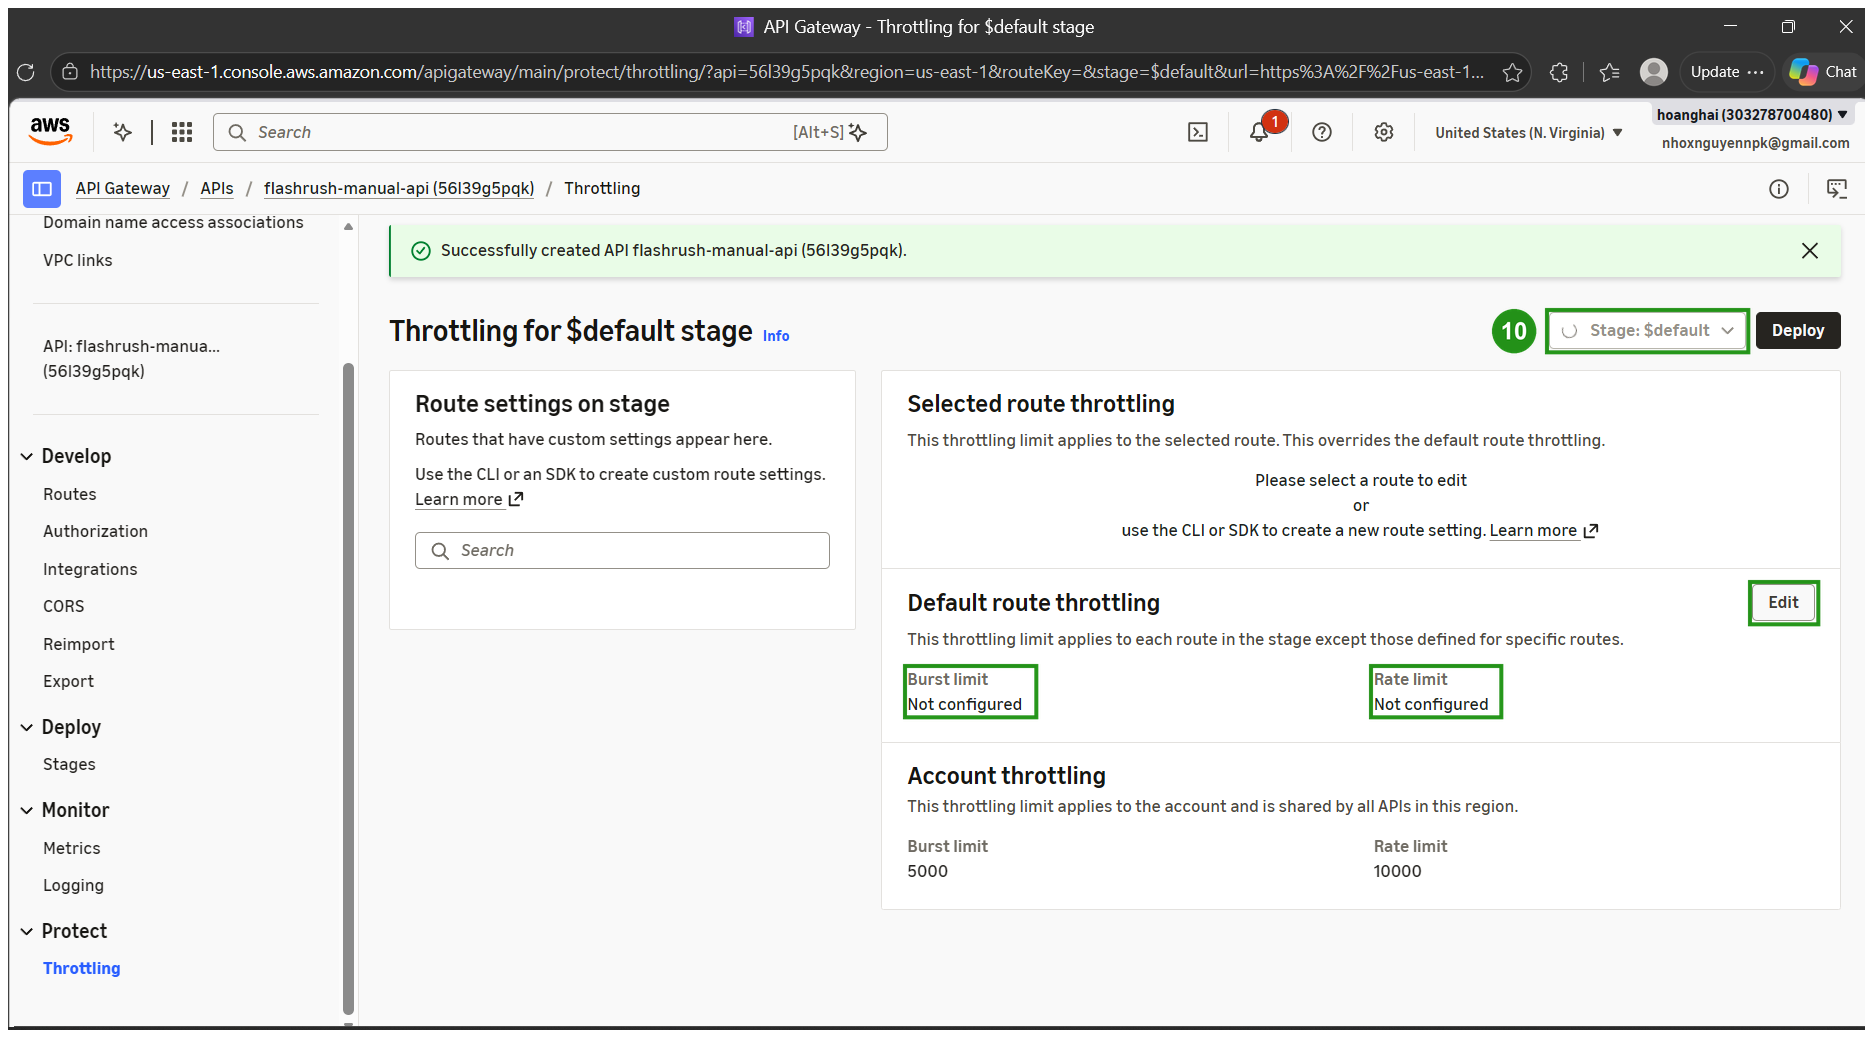 API Gateway - Throttling for $default stage
https://us-east-1.console.aws.amazon.com/apigateway/main/protect/throttling/?api=56l39g5pqk&region=us-east-1&routeKey=&stage=$default&url=https%3A%2F%2Fus-east-1...
Update
Chat
aws
Search
[Alt+S]
1
United States (N. Virginia)
hoanghai (303278700480)
nhoxnguyennpk@gmail.com
API Gateway / APIs / flashrush-manual-api (56l39g5pqk) / Throttling
Domain name access associations
VPC links
API: flashrush-manua...
(56l39g5pqk)
Develop
Routes
Authorization
Integrations
CORS
Reimport
Export
Deploy
Stages
Monitor
Metrics
Logging
Protect
Throttling
Successfully created API flashrush-manual-api (56l39g5pqk).
Throttling for $default stage Info
10
Stage: $default
Deploy
Route settings on stage
Routes that have custom settings appear here.
Use the CLI or an SDK to create custom route settings.
Learn more
Search
Selected route throttling
This throttling limit applies to the selected route. This overrides the default route throttling.
Please select a route to edit
or
use the CLI or SDK to create a new route setting. Learn more
Default route throttling
Edit
This throttling limit applies to each route in the stage except those defined for specific routes.
Burst limit
Not configured
Rate limit
Not configured
Account throttling
This throttling limit applies to the account and is shared by all APIs in this region.
Burst limit
5000
Rate limit
10000